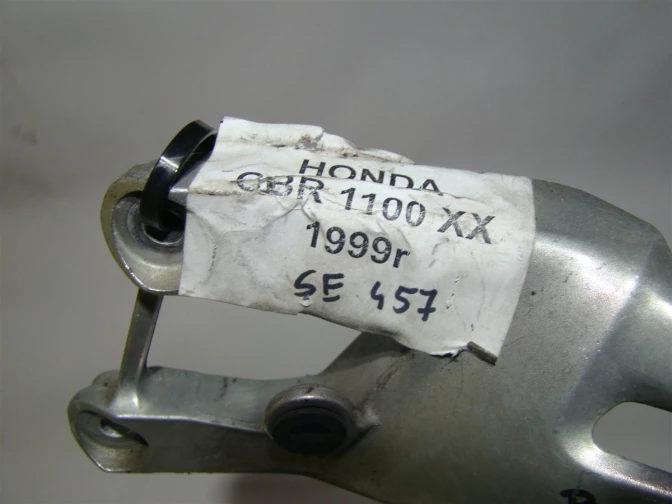 HONDA
CBR 1100 XX
1999r
SE 457